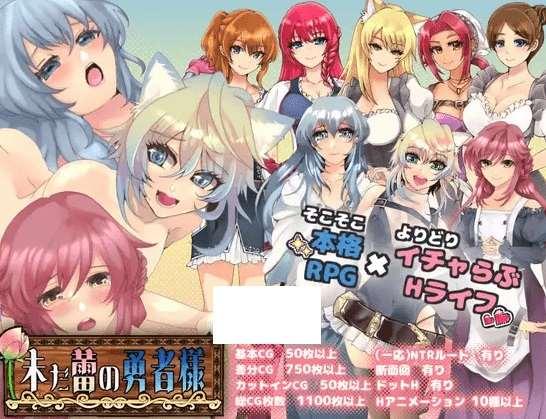 そこそこ
本格
RPG
×
よりどり
イチャらぶ
Hライフ
未だ蕾の勇者様
基本CG 50枚以上
差分CG 750枚以上
カットインCG 50枚以上
総CG枚数 1100枚以上
(一応)NTRルート 有り
断面図 有り
ドットH 有り
Hアニメーション 10種以上